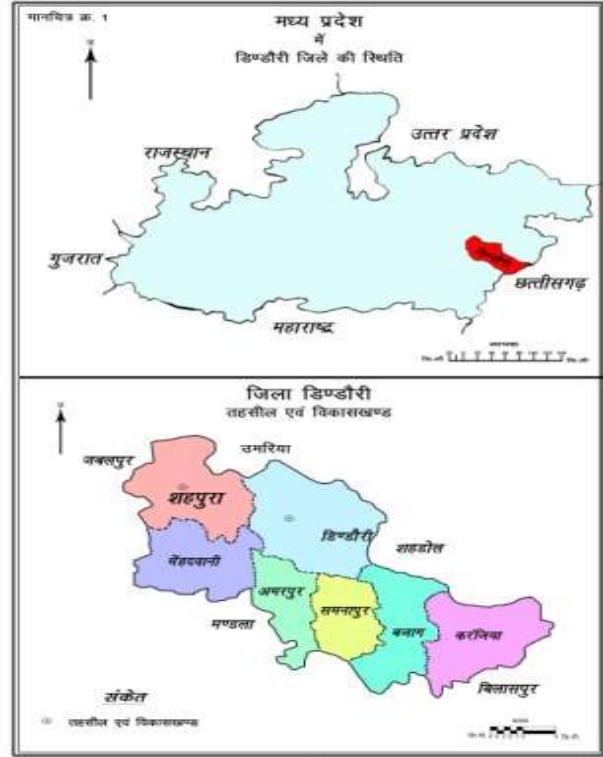 मानचित्र क्र. 1
मध्य प्रदेश
में
डिण्डौरी जिले की स्थिति
उत्तर प्रदेश
राजस्थान
गुजरात
छत्तीसगढ़
महाराष्ट्र
कि.मी.
जिला डिण्डौरी
तहसील एवं विकासखण्ड
उमरिया
जबलपुर
शहपुरा
डिण्डौरी
शहडोल
मेंहदवानी
अमरपुर
समनापुर
मण्डला
बजाग
करंजिया
बिलासपुर
संकेत
तहसील एवं विकासखण्ड